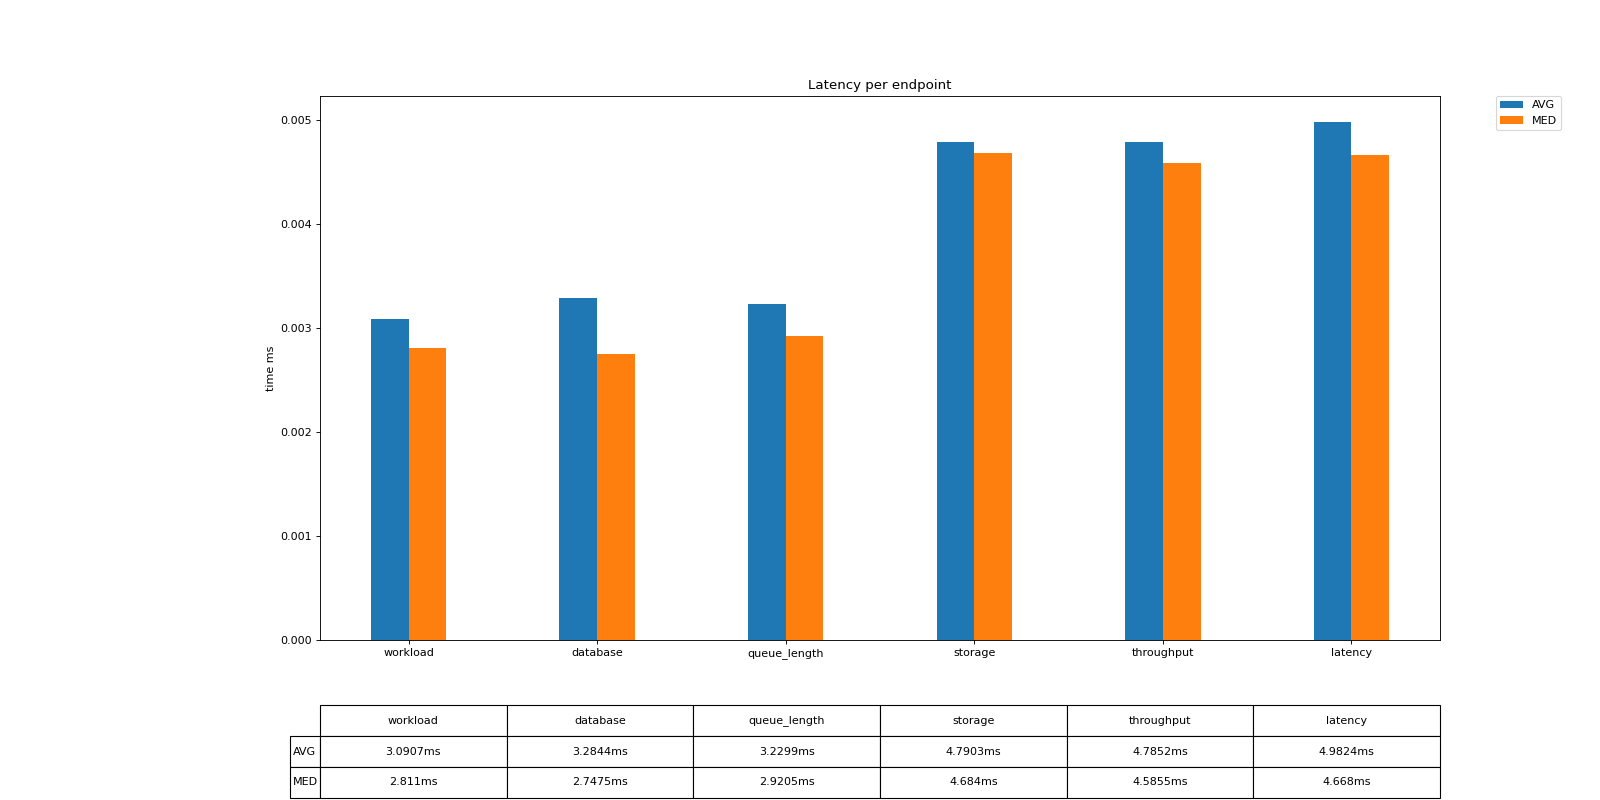 Latency per endpoint
AVG
MED
0.005
0.004
0.003
0.002
0.001
0.000
time ms
workload database queue_length storage throughput latency
workload database queue_length storage throughput latency
AVG 3.0907ms 3.2844ms 3.2299ms 4.7903ms 4.7852ms 4.9824ms
MED 2.811ms 2.7475ms 2.9205ms 4.684ms 4.5855ms 4.668ms